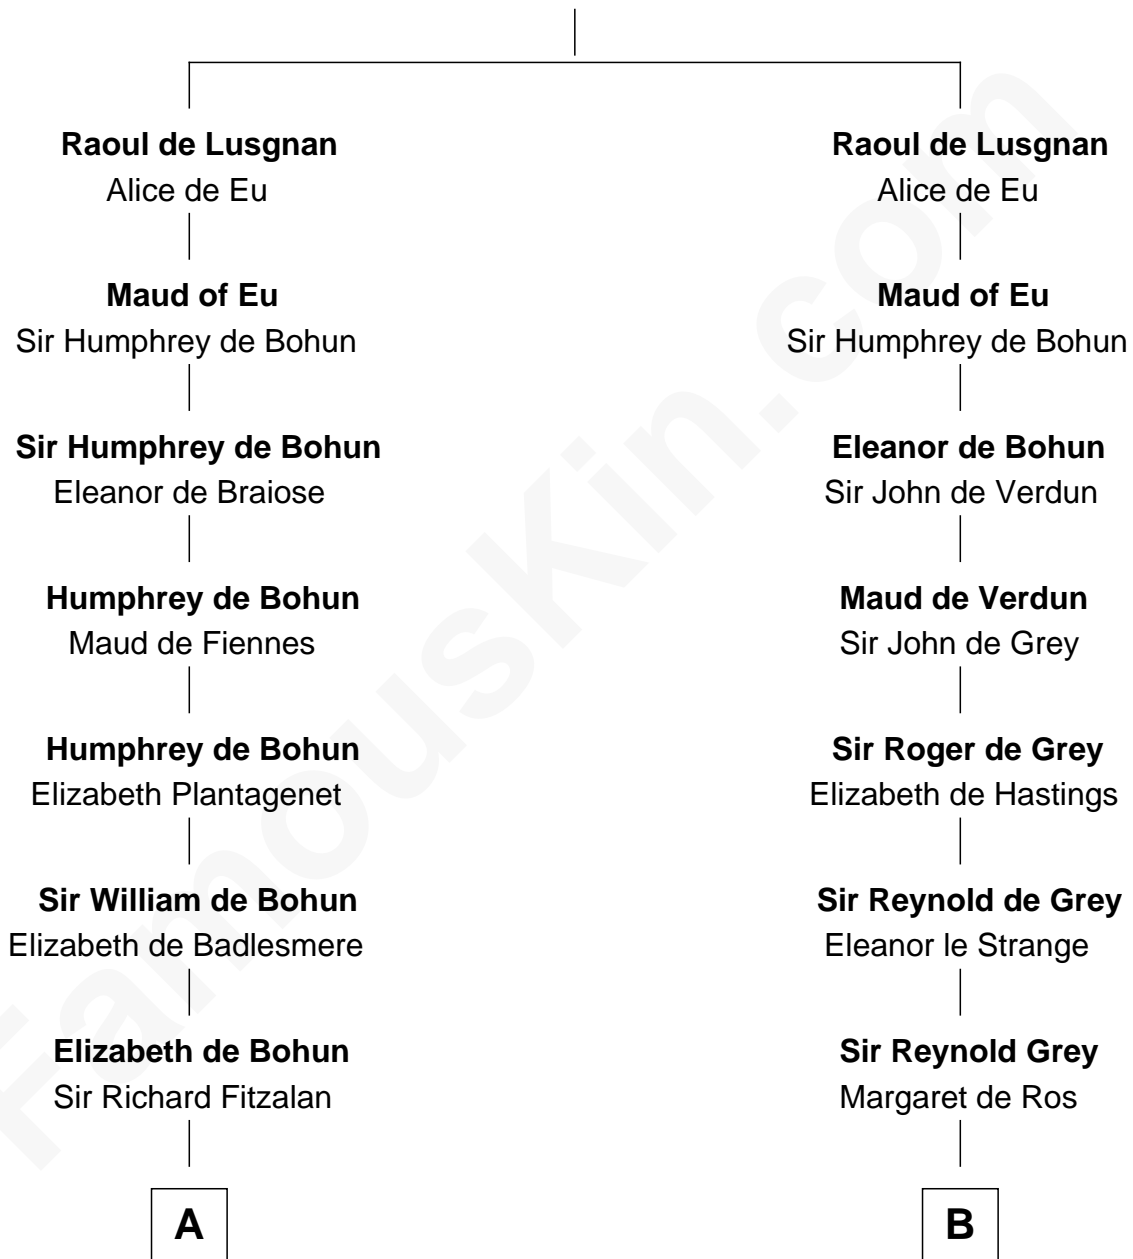 Raoul de Lusgnan
Alice de Eu
Maud of Eu
Sir Humphrey de Bohun
Sir Humphrey de Bohun
Eleanor de Braiose
Humphrey de Bohun
Maud de Fiennes
Humphrey de Bohun
Elizabeth Plantagenet
Sir William de Bohun
Elizabeth de Badlesmere
Elizabeth de Bohun
Sir Richard Fitzalan
A
Raoul de Lusgnan
Alice de Eu
Maud of Eu
Sir Humphrey de Bohun
Eleanor de Bohun
Sir John de Verdun
Maud de Verdun
Sir John de Grey
Sir Roger de Grey
Elizabeth de Hastings
Sir Reynold de Grey
Eleanor le Strange
Sir Reynold Grey
Margaret de Ros
B
FamousKin.com